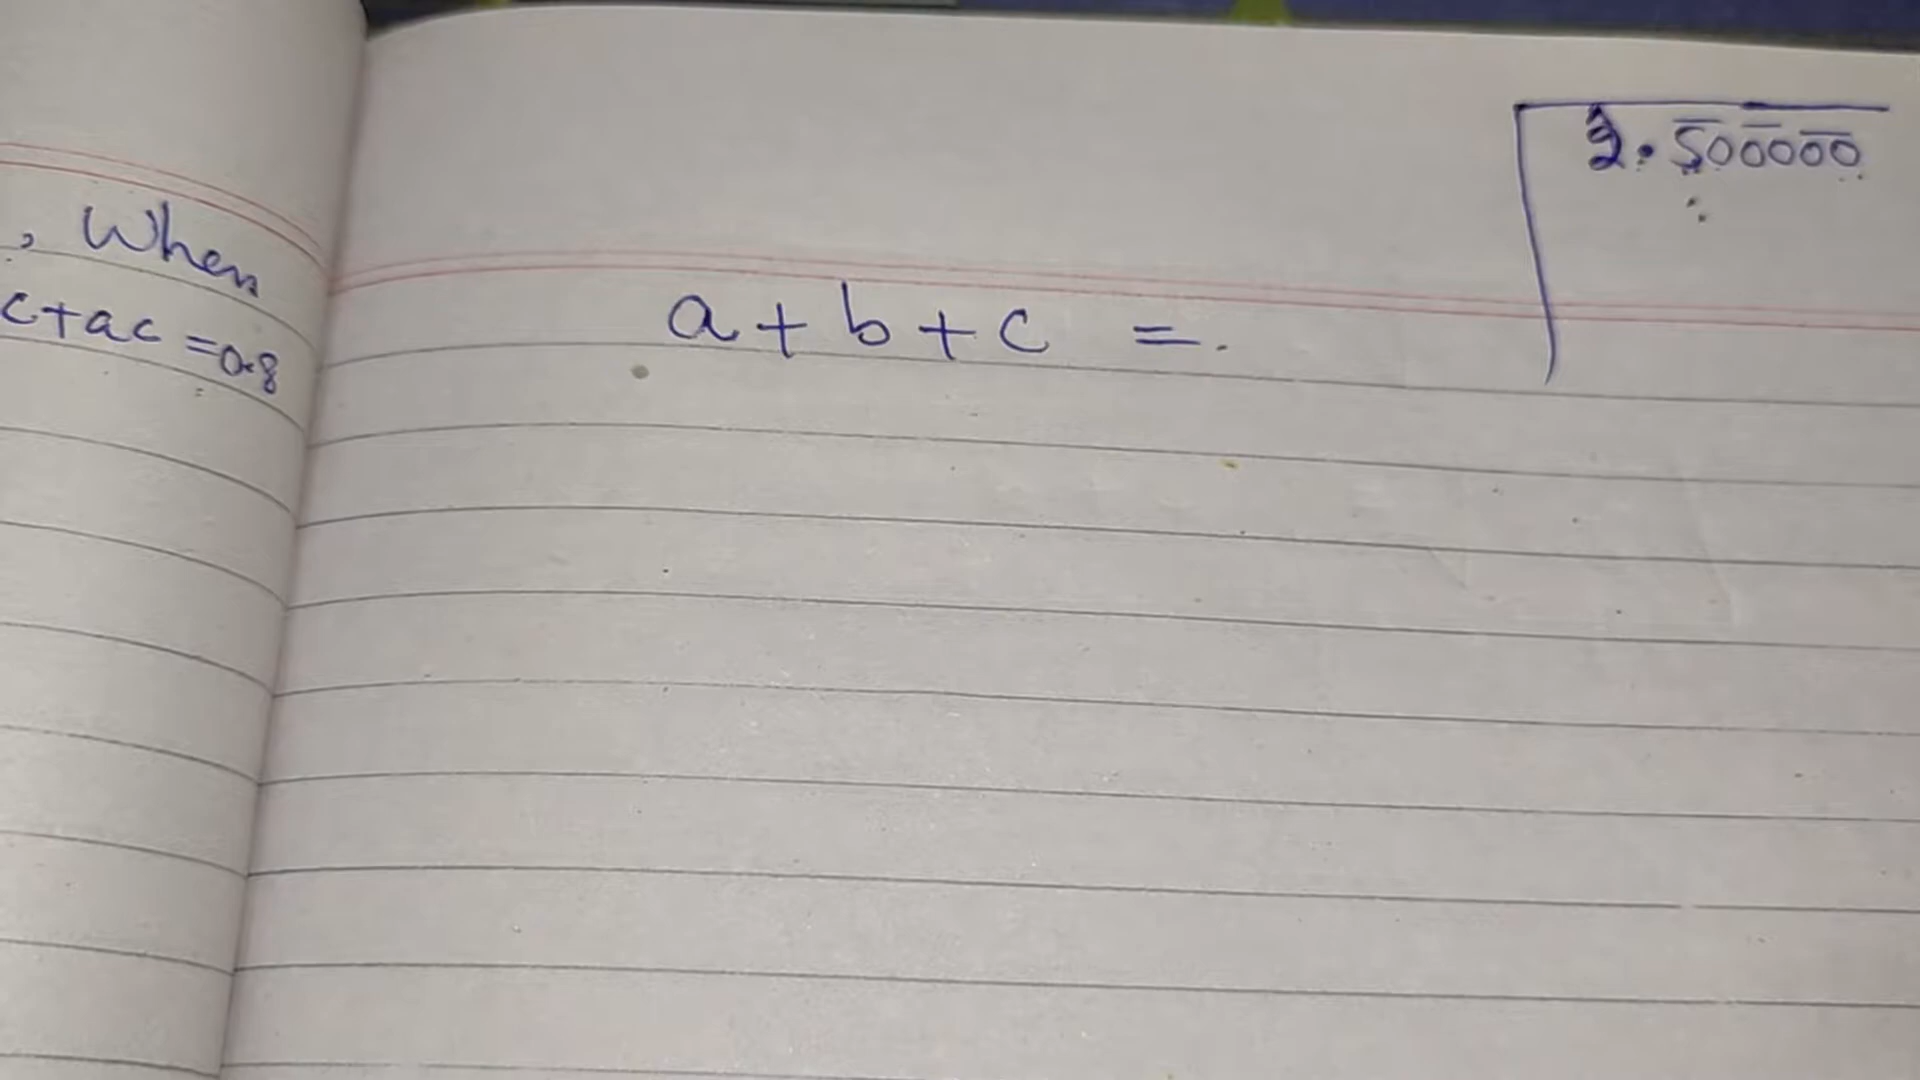 , When
c+ac =0.8
a + b + c =.
2.500000